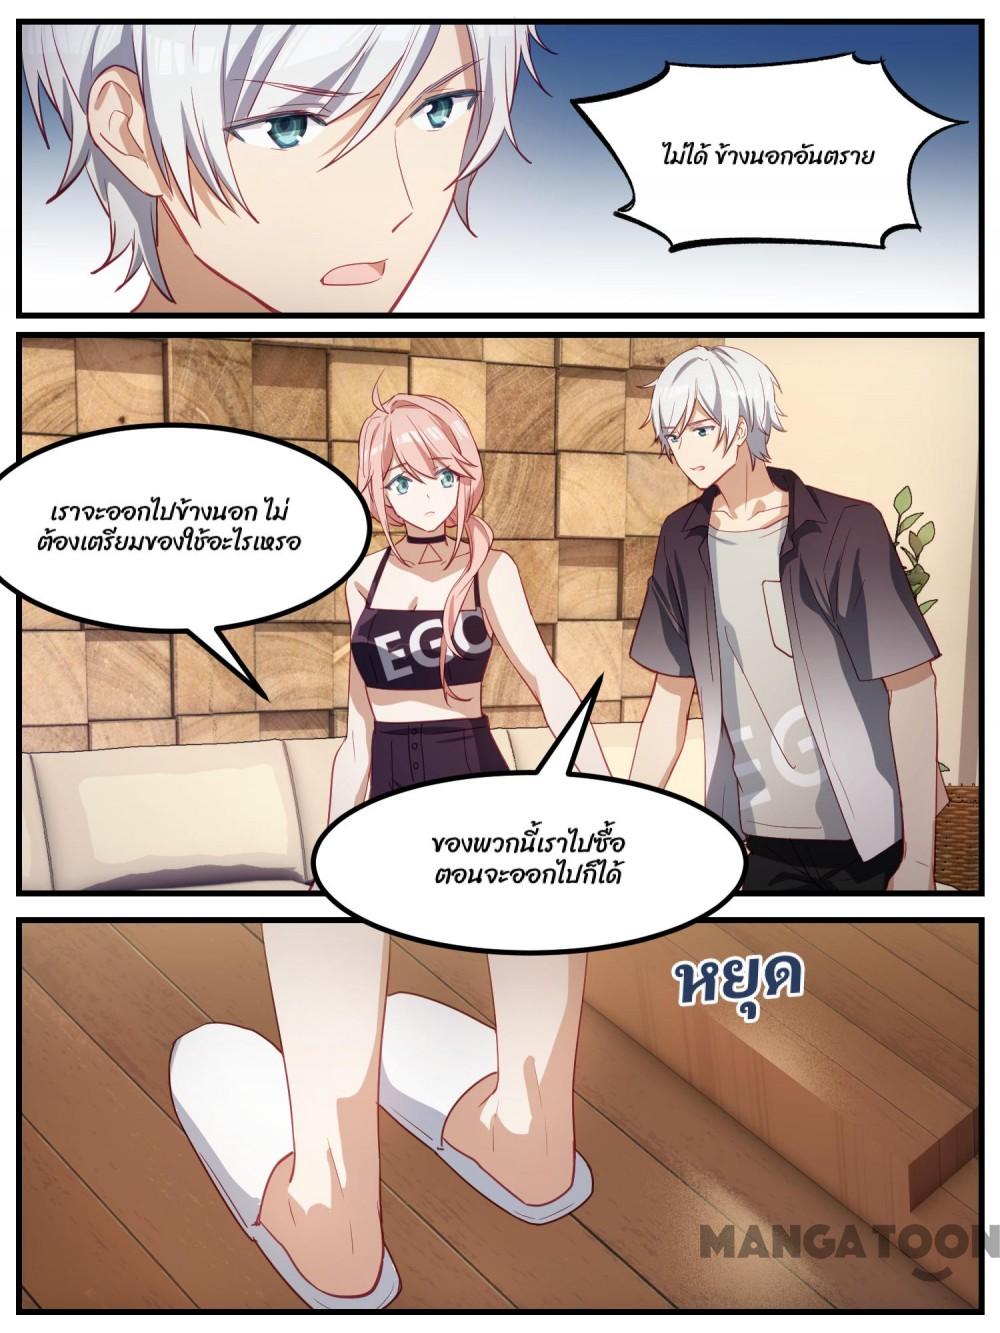 ไม่ได้ ข้างนอกอันตราย
เราจะออกไปข้างนอก ไม่
ต้องเตรียมของใช้อะไรเหรอ
EGO
EG
ของพวกนี้เราไปซื้อ
ตอนจะออกไปก็ได้
หยุด
MANGATOON